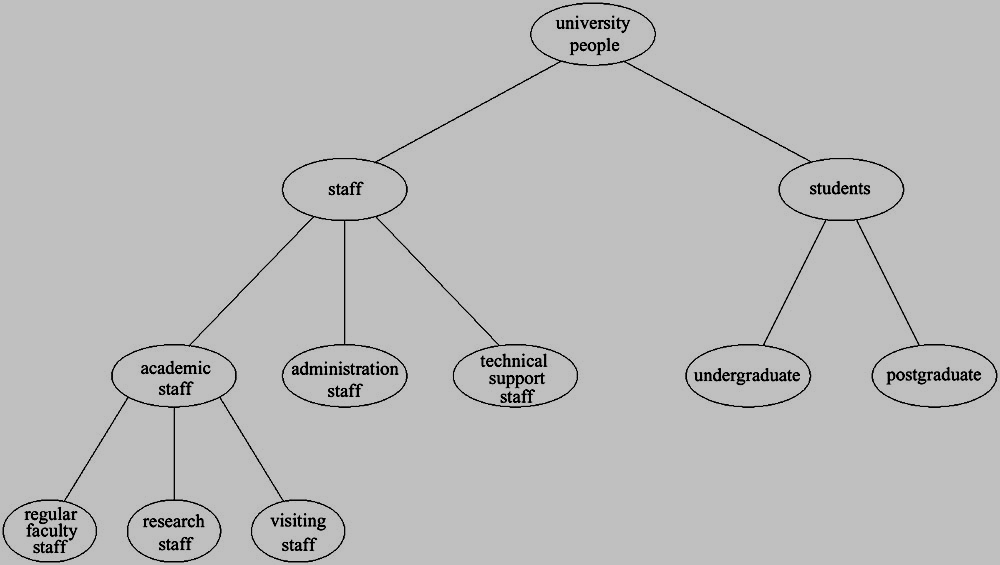 university
people
staff
students
academic
staff
administration
staff
technical
support
staff
undergraduate
postgraduate
regular
faculty
staff
research
staff
visiting
staff